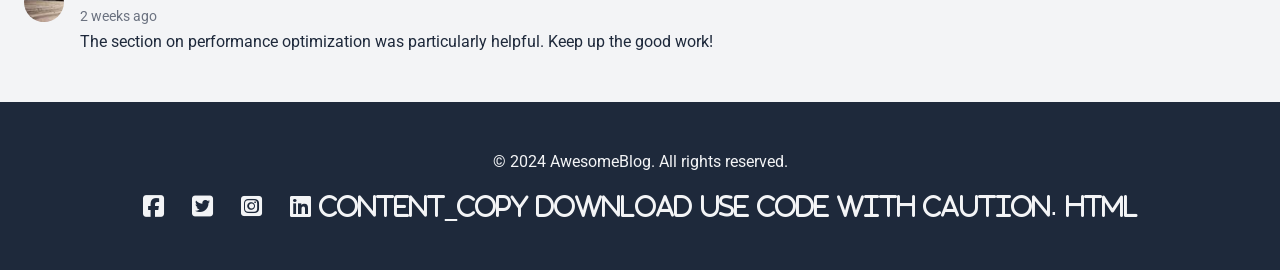 2 weeks ago
The section on performance optimization was particularly helpful. Keep up the good work!
© 2024 AwesomeBlog. All rights reserved.
CONTENT_COPY DOWNLOAD USE CODE WITH CAUTION. HTML